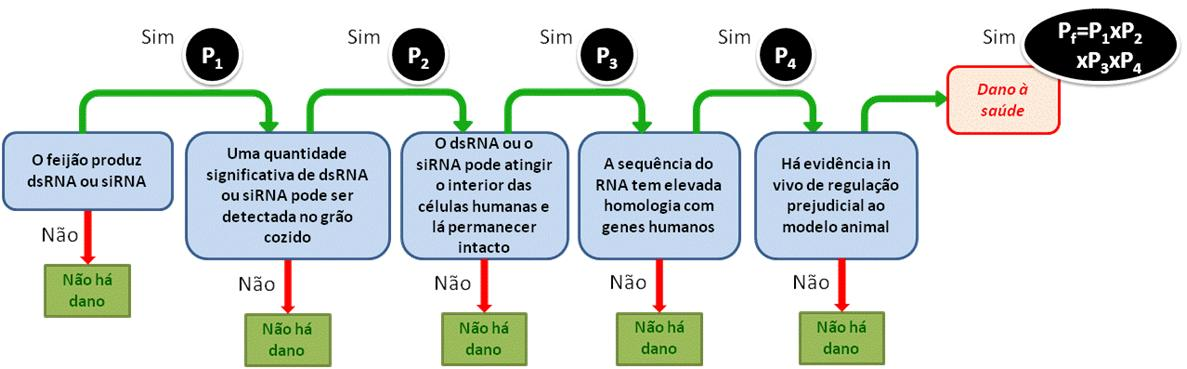 Sim
P1
Sim
P2
Sim
P3
Sim
P4
Sim
Pf=P1xP2
xP3xP4
Dano à
saúde
O feijão produz
dsRNA ou siRNA
Uma quantidade
significativa de dsRNA
ou siRNA pode ser
detectada no grão
cozido
O dsRNA ou o
siRNA pode atingir
o interior das
células humanas e
lá permanecer
intacto
A sequência do
RNA tem elevada
homologia com
genes humanos
Há evidência in
vivo de regulação
prejudicial ao
modelo animal
Não
Não há
dano
Não
Não há
dano
Não
Não há
dano
Não
Não há
dano
Não
Não há
dano